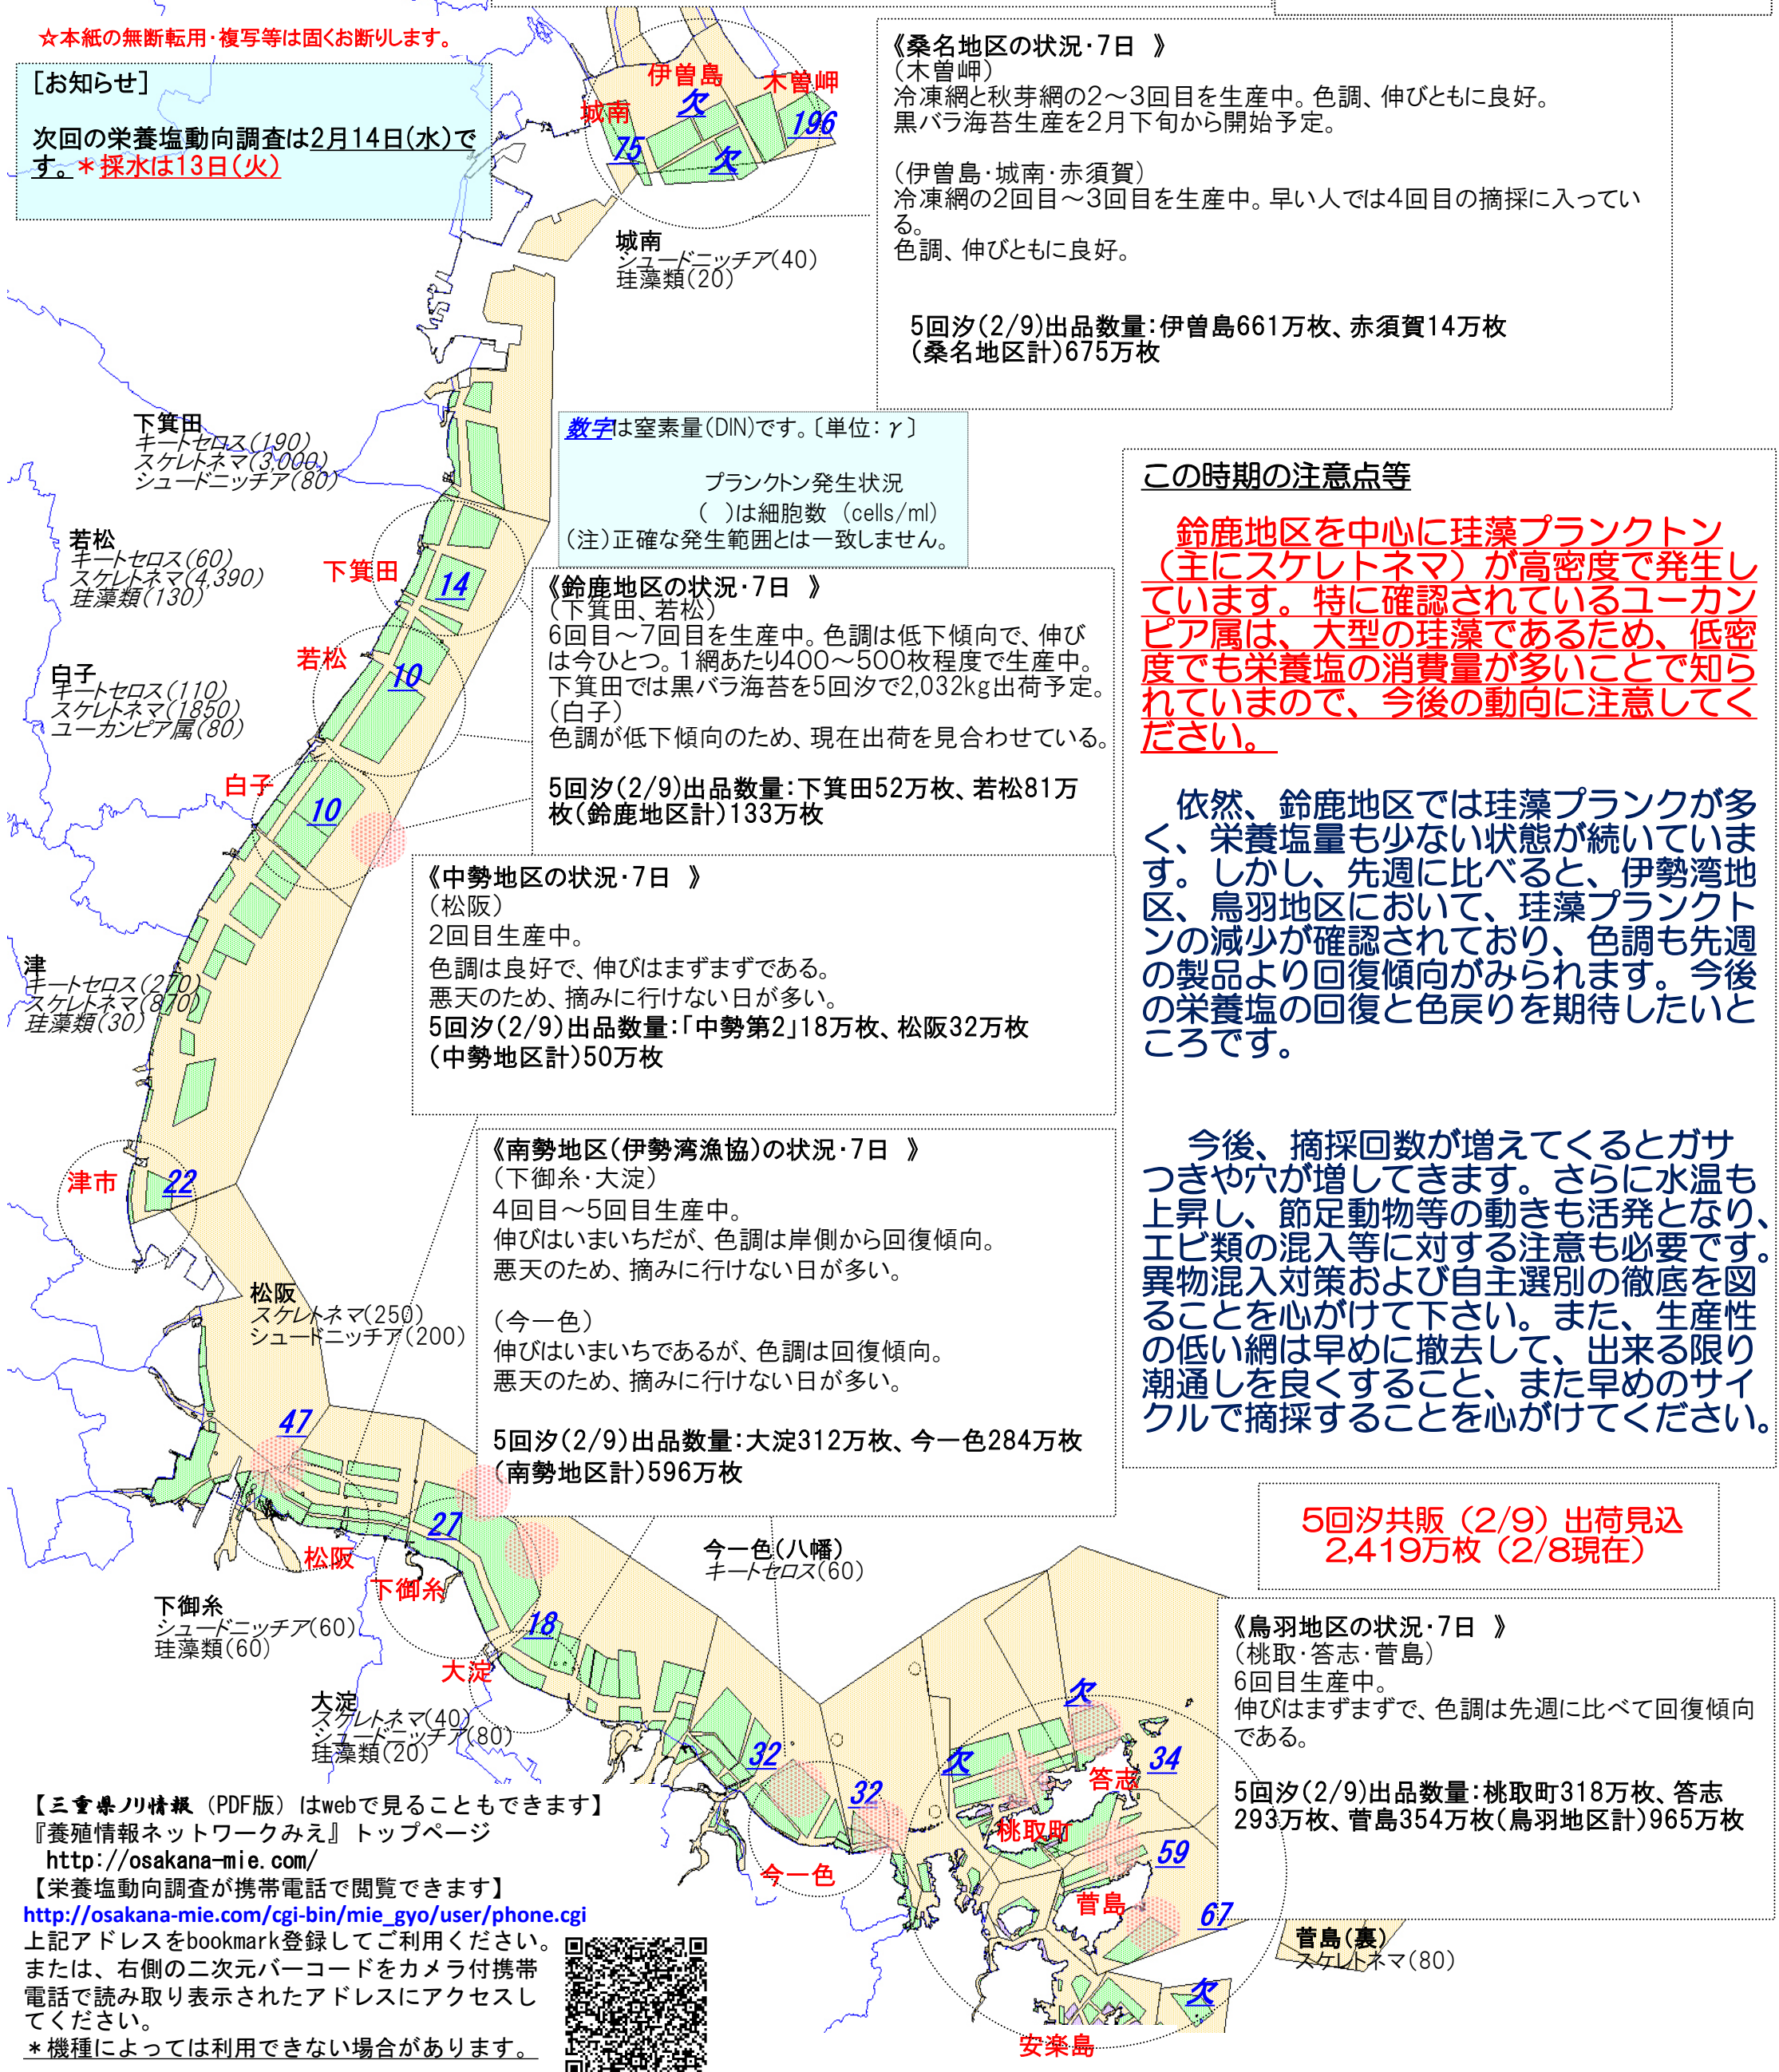 ☆本紙の無断転用・複写等は固くお断りします。
[お知らせ]
次回の栄養塩動向調査は2月14日(水)で
す。＊採水は13日(火)
伊曽島
木曽岬
城南
欠
196
75
欠
城南
シュードニッチア(40)
珪藻類(20)
《桑名地区の状況・7日 》
(木曽岬)
冷凍網と秋芽網の2～3回目を生産中。色調、伸びともに良好。
黒バラ海苔生産を2月下旬から開始予定。
(伊曽島・城南・赤須賀)
冷凍網の2回目～3回目を生産中。早い人では4回目の摘採に入ってい
る。
色調、伸びともに良好。
5回汐(2/9)出品数量：伊曽島661万枚、赤須賀14万枚
(桑名地区計)675万枚
数字は窒素量(DIN)です。〔単位：γ〕
プランクトン発生状況
( )は細胞数 (cells/ml)
(注)正確な発生範囲とは一致しません。
下箕田
キートセロス(190)
スケレトネマ(3,000)
シュードニッチア(80)
若松
キートセロス(60)
スケレトネマ(4,390)
珪藻類(130)
白子
キートセロス(110)
スケレトネマ(1850)
ユーカンピア属(80)
津
キートセロス(270)
スケレトネマ(870)
珪藻類(30)
下箕田
14
若松
10
白子
10
津市
22
《鈴鹿地区の状況・7日 》
(下箕田、若松)
6回目～7回目を生産中。色調は低下傾向で、伸び
は今ひとつ。1網あたり400～500枚程度で生産中。
下箕田では黒バラ海苔を5回汐で2,032kg出荷予定。
(白子)
色調が低下傾向のため、現在出荷を見合わせている。
5回汐(2/9)出品数量：下箕田52万枚、若松81万
枚(鈴鹿地区計)133万枚
《中勢地区の状況・7日 》
(松阪)
2回目生産中。
色調は良好で、伸びはまずまずである。
悪天のため、摘みに行けない日が多い。
5回汐(2/9)出品数量：「中勢第2」18万枚、松阪32万枚
(中勢地区計)50万枚
《南勢地区(伊勢湾漁協)の状況・7日 》
(下御糸・大淀)
4回目～5回目生産中。
伸びはいまいちだが、色調は岸側から回復傾向。
悪天のため、摘みに行けない日が多い。
(今一色)
伸びはいまいちであるが、色調は回復傾向。
悪天のため、摘みに行けない日が多い。
5回汐(2/9)出品数量：大淀312万枚、今一色284万枚
(南勢地区計)596万枚
この時期の注意点等
鈴鹿地区を中心に珪藻プランクトン
（主にスケレトネマ）が高密度で発生し
ています。特に確認されているユーカン
ピア属は、大型の珪藻であるため、低密
度でも栄養塩の消費量が多いことで知ら
れていまので、今後の動向に注意してく
ださい。
依然、鈴鹿地区では珪藻プランクが多
く、栄養塩量も少ない状態が続いていま
す。しかし、先週に比べると、伊勢湾地
区、鳥羽地区において、珪藻プランクト
ンの減少が確認されており、色調も先週
の製品より回復傾向がみられます。今後
の栄養塩の回復と色戻りを期待したいと
ころです。
今後、摘採回数が増えてくるとガサ
つきや穴が増してきます。さらに水温も
上昇し、節足動物等の動きも活発となり、
エビ類の混入等に対する注意も必要です。
異物混入対策および自主選別の徹底を図
ることを心がけて下さい。また、生産性
の低い網は早めに撤去して、出来る限り
潮通しを良くすること、また早めのサイ
クルで摘採することを心がけてください。
5回汐共販（2/9）出荷見込
2,419万枚（2/8現在）
松阪
スケレトネマ(250)
シュードニッチア(200)
47
松阪
27
下御糸
18
大淀
下御糸
シュードニッチア(60)
珪藻類(60)
大淀
スケレトネマ(40)
シュードニッチア(80)
珪藻類(20)
今一色(八幡)
キートセロス(60)
32
32
今一色
欠
欠
34
答志
桃取町
59
菅島
67
欠
安楽島
《鳥羽地区の状況・7日 》
(桃取・答志・菅島)
6回目生産中。
伸びはまずまずで、色調は先週に比べて回復傾向
である。
5回汐(2/9)出品数量：桃取町318万枚、答志
293万枚、菅島354万枚(鳥羽地区計)965万枚
菅島(裏)
スケレトネマ(80)
【三重県ノリ情報（PDF版）はwebで見ることもできます】
『養殖情報ネットワークみえ』トップページ
http://osakana-mie.com/
【栄養塩動向調査が携帯電話で閲覧できます】
http://osakana-mie.com/cgi-bin/mie_gyo/user/phone.cgi
上記アドレスをbookmark登録してご利用ください。
または、右側の二次元バーコードをカメラ付携帯
電話で読み取り表示されたアドレスにアクセスし
てください。
＊機種によっては利用できない場合があります。